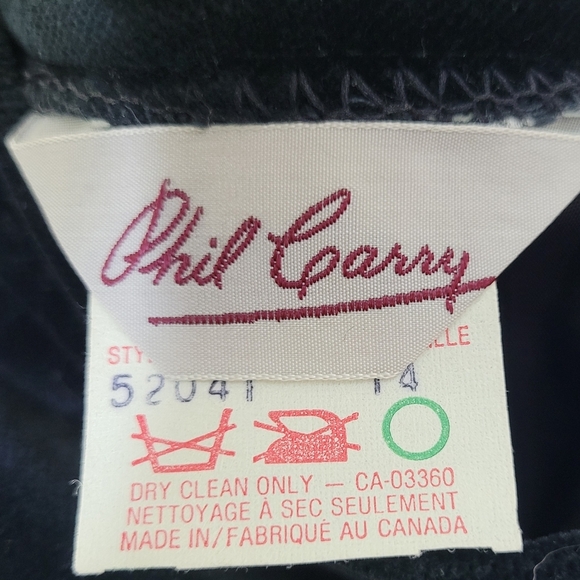 Phil Carry
52041 14
DRY CLEAN ONLY — CA-03360
NETTOYAGE À SEC SEULEMENT
MADE IN/FABRIQUÉ AU CANADA